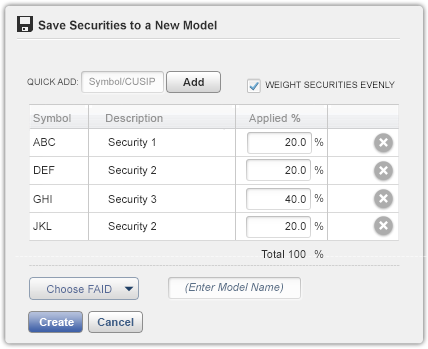 Save Securities to a New Model
QUICK ADD: Symbol/CUSIP Add WEIGHT SECURITIES EVENLY
Symbol Description Applied %
ABC Security 1 20.0 %
DEF Security 2 20.0 %
GHI Security 3 40.0 %
JKL Security 2 20.0 %
Total 100 %
Choose FAID (Enter Model Name)
Create Cancel